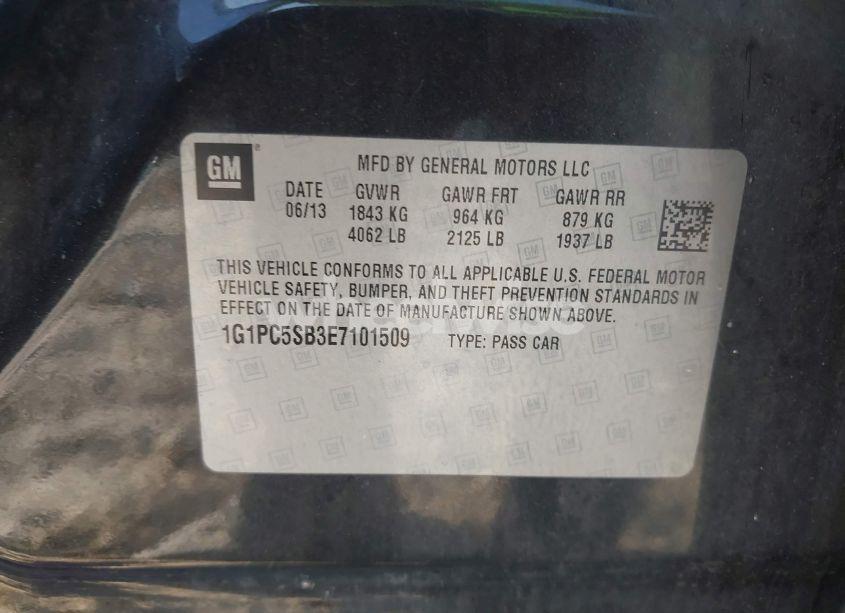 GM
MFD BY GENERAL MOTORS LLC
DATE GVWR GAWR FRT GAWR RR
06/13 1843 KG 964 KG 879 KG
4062 LB 2125 LB 1937 LB
THIS VEHICLE CONFORMS TO ALL APPLICABLE U.S. FEDERAL MOTOR
VEHICLE SAFETY, BUMPER, AND THEFT PREVENTION STANDARDS IN
EFFECT ON THE DATE OF MANUFACTURE SHOWN ABOVE.
1G1PC5SB3E7101509 TYPE: PASS CAR